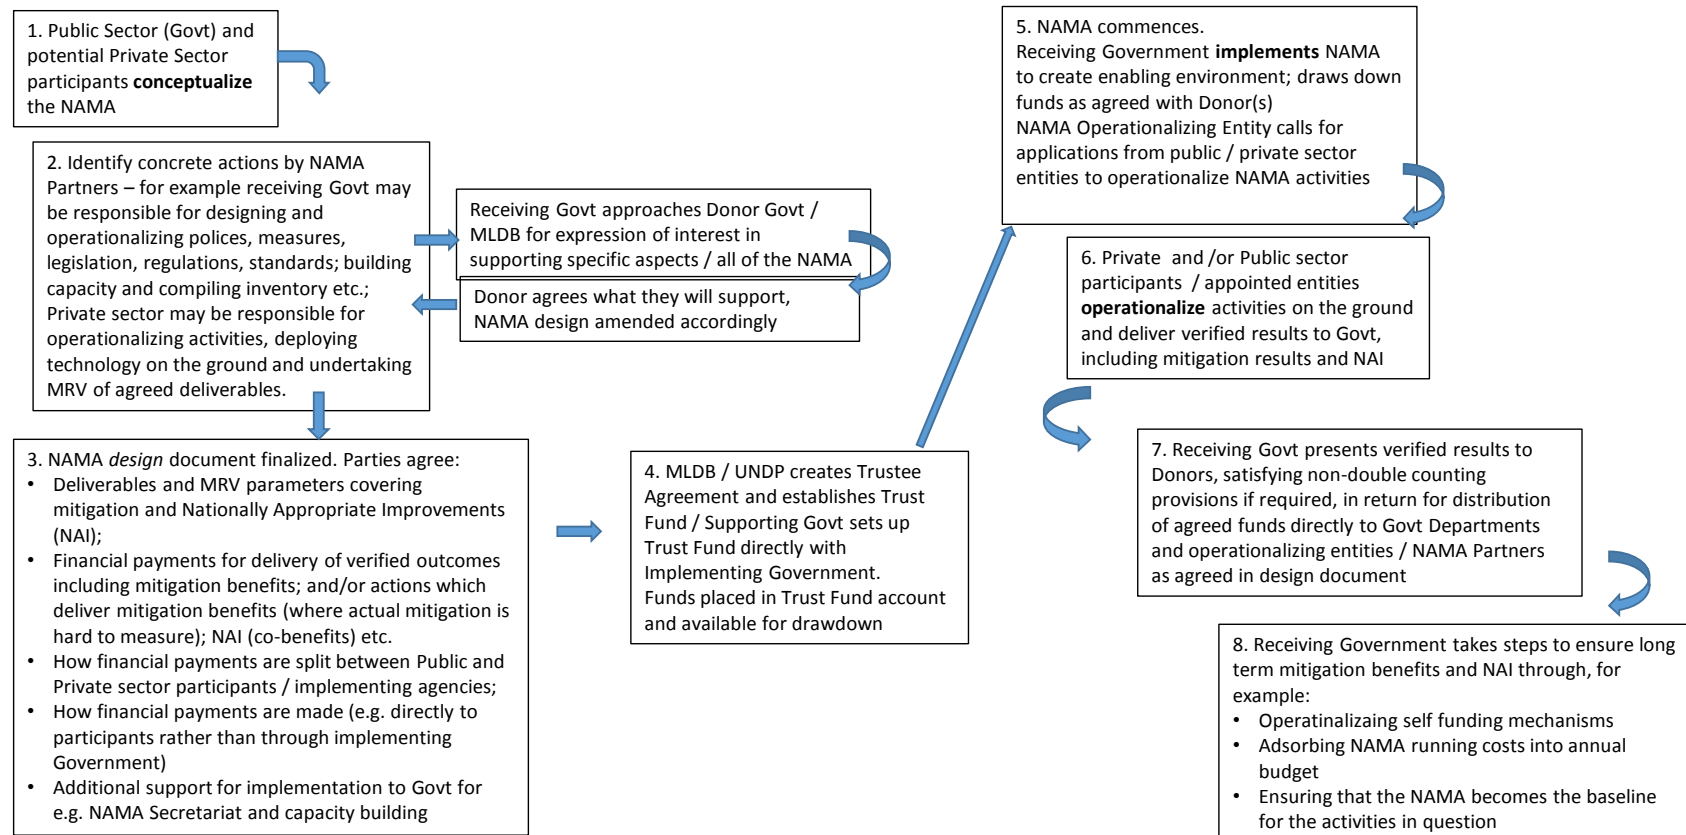 1. Public Sector (Govt) and
potential Private Sector
participants conceptualize
the NAMA
2. Identify concrete actions by NAMA
Partners – for example receiving Govt may
be responsible for designing and
operationalizing polices, measures,
legislation, regulations, standards; building
capacity and compiling inventory etc.;
Private sector may be responsible for
operationalizing activities, deploying
technology on the ground and undertaking
MRV of agreed deliverables.
Receiving Govt approaches Donor Govt /
MLDB for expression of interest in
supporting specific aspects / all of the NAMA
Donor agrees what they will support,
NAMA design amended accordingly
3. NAMA design document finalized. Parties agree:
• Deliverables and MRV parameters covering
mitigation and Nationally Appropriate Improvements
(NAI);
• Financial payments for delivery of verified outcomes
including mitigation benefits; and/or actions which
deliver mitigation benefits (where actual mitigation is
hard to measure); NAI (co-benefits) etc.
• How financial payments are split between Public and
Private sector participants / implementing agencies;
• How financial payments are made (e.g. directly to
participants rather than through implementing
Government)
• Additional support for implementation to Govt for
e.g. NAMA Secretariat and capacity building
4. MLDB / UNDP creates Trustee
Agreement and establishes Trust
Fund / Supporting Govt sets up
Trust Fund directly with
Implementing Government.
Funds placed in Trust Fund account
and available for drawdown
5. NAMA commences.
Receiving Government implements NAMA
to create enabling environment; draws down
funds as agreed with Donor(s)
NAMA Operationalizing Entity calls for
applications from public / private sector
entities to operationalize NAMA activities
6. Private and /or Public sector
participants / appointed entities
operationalize activities on the ground
and deliver verified results to Govt,
including mitigation results and NAI
7. Receiving Govt presents verified results to
Donors, satisfying non-double counting
provisions if required, in return for distribution
of agreed funds directly to Govt Departments
and operationalizing entities / NAMA Partners
as agreed in design document
8. Receiving Government takes steps to ensure long
term mitigation benefits and NAI through, for
example:
• Operatinalizaing self funding mechanisms
• Adsorbing NAMA running costs into annual
budget
• Ensuring that the NAMA becomes the baseline
for the activities in question